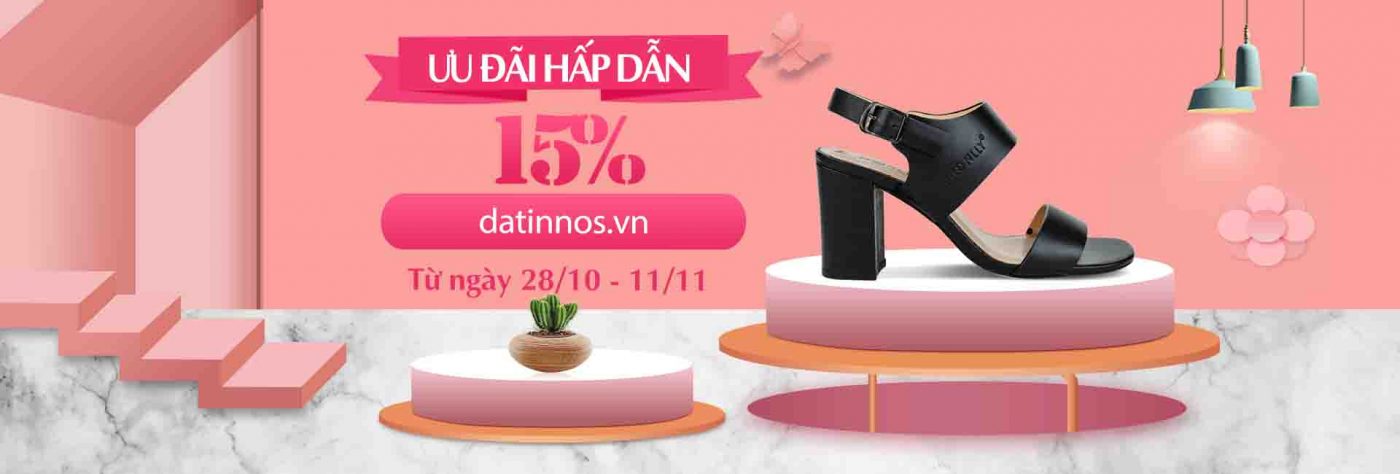 ƯU ĐÃI HẤP DẪN
15%
datinnos.vn
Từ ngày 28/10 - 11/11